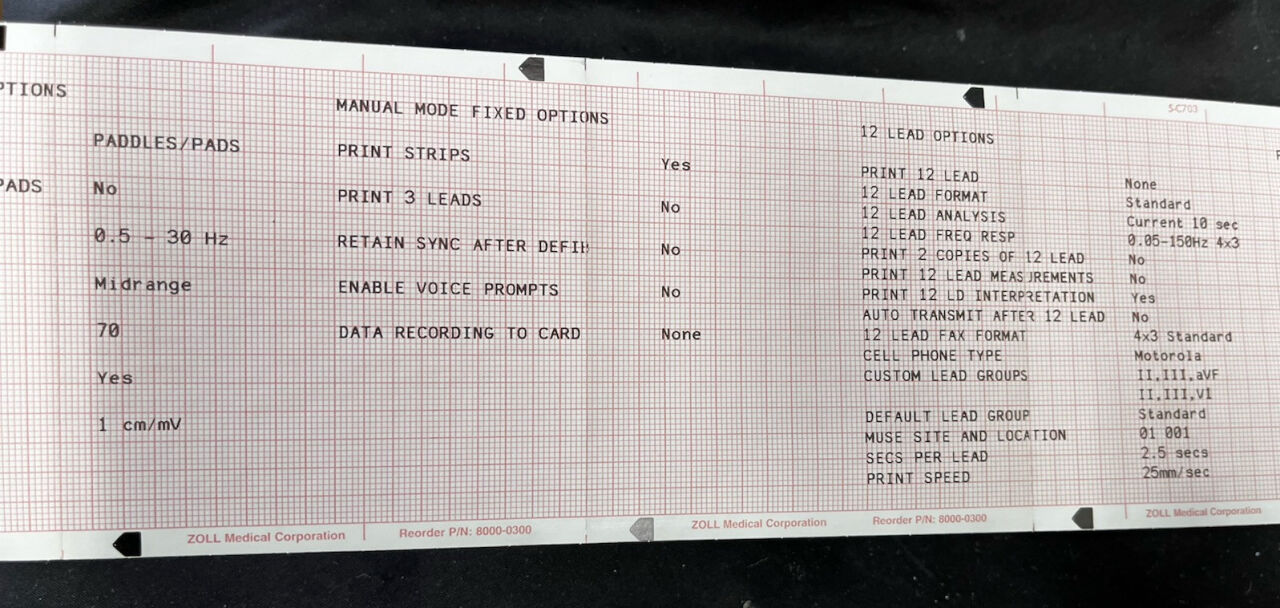 PTIONS
PADDLES/PADS
PADS No
0.5 - 30 Hz
Midrange
70
Yes
1 cm/mV
MANUAL MODE FIXED OPTIONS
PRINT STRIPS Yes
PRINT 3 LEADS No
RETAIN SYNC AFTER DEFIB No
ENABLE VOICE PROMPTS No
DATA RECORDING TO CARD None
S-C703
12 LEAD OPTIONS
PRINT 12 LEAD None
12 LEAD FORMAT Standard
12 LEAD ANALYSIS Current 10 sec
12 LEAD FREQ RESP 0.05-150Hz 4x3
PRINT 2 COPIES OF 12 LEAD No
PRINT 12 LEAD MEASUREMENTS No
PRINT 12 LD INTERPRETATION Yes
AUTO TRANSMIT AFTER 12 LEAD No
12 LEAD FAX FORMAT 4x3 Standard
CELL PHONE TYPE Motorola
CUSTOM LEAD GROUPS II,III,aVF
II,III,V1
DEFAULT LEAD GROUP Standard
MUSE SITE AND LOCATION 01 001
SECS PER LEAD 2.5 secs
PRINT SPEED 25mm/sec
ZOLL Medical Corporation Reorder P/N: 8000-0300 ZOLL Medical Corporation Reorder P/N: 8000-0300 ZOLL Medical Corporation